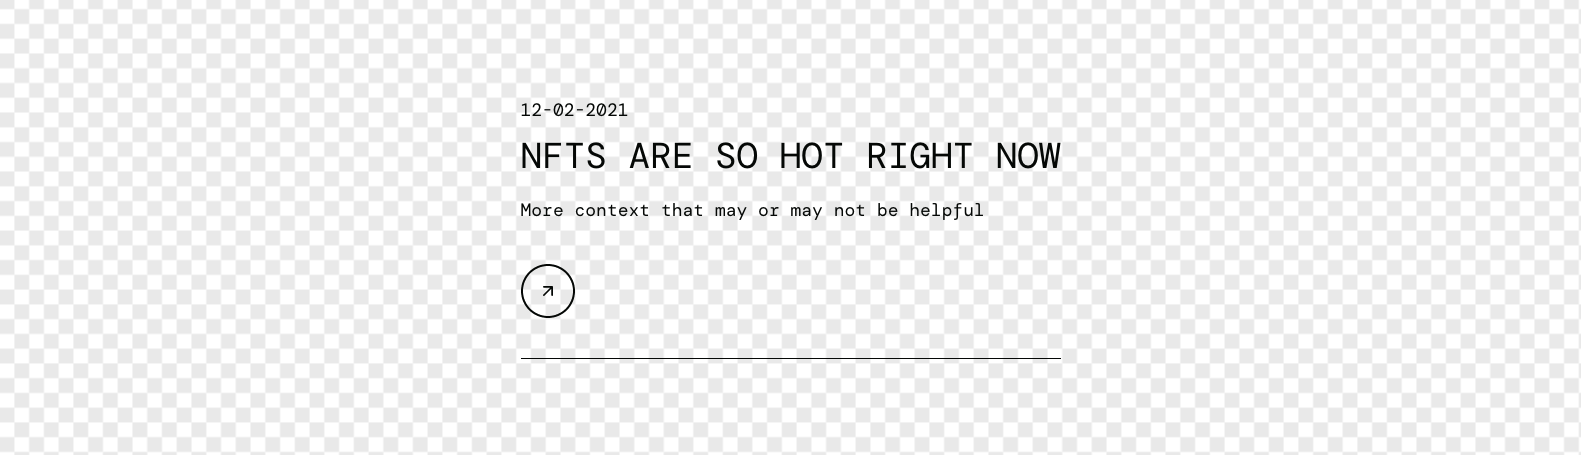 12-02-2021
NFTS ARE SO HOT RIGHT NOW
More context that may or may not be helpful